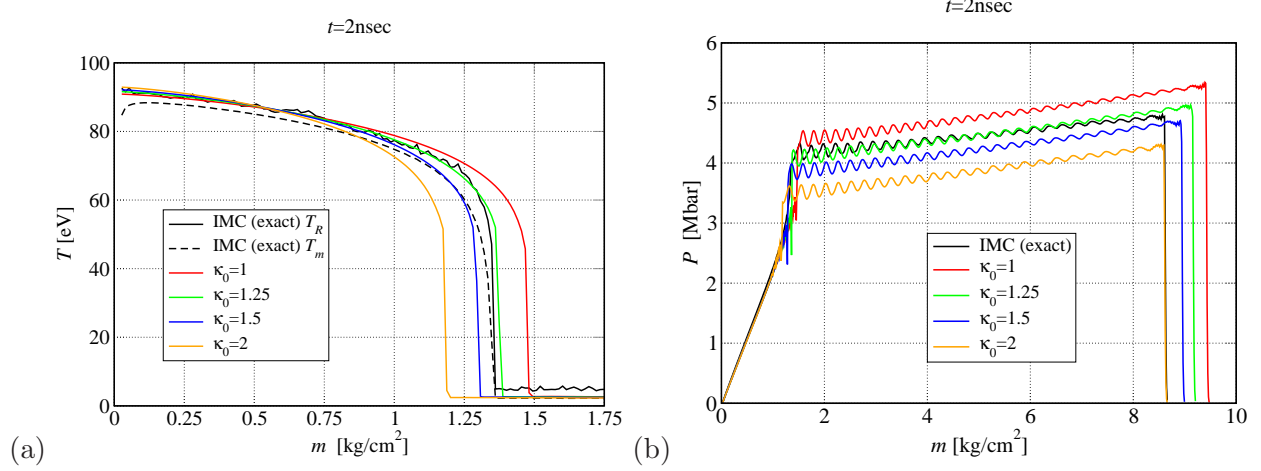 t=2nsec
100
80
60
40
20
0
T [eV]
IMC (exact) T_R
IMC (exact) T_m
κ_0=1
κ_0=1.25
κ_0=1.5
κ_0=2
0 0.25 0.5 0.75 1 1.25 1.5 1.75
m [kg/cm^2]
(a)
t=2nsec
6
5
4
3
2
1
0
P [Mbar]
IMC (exact)
κ_0=1
κ_0=1.25
κ_0=1.5
κ_0=2
0 2 4 6 8 10
m [kg/cm^2]
(b)